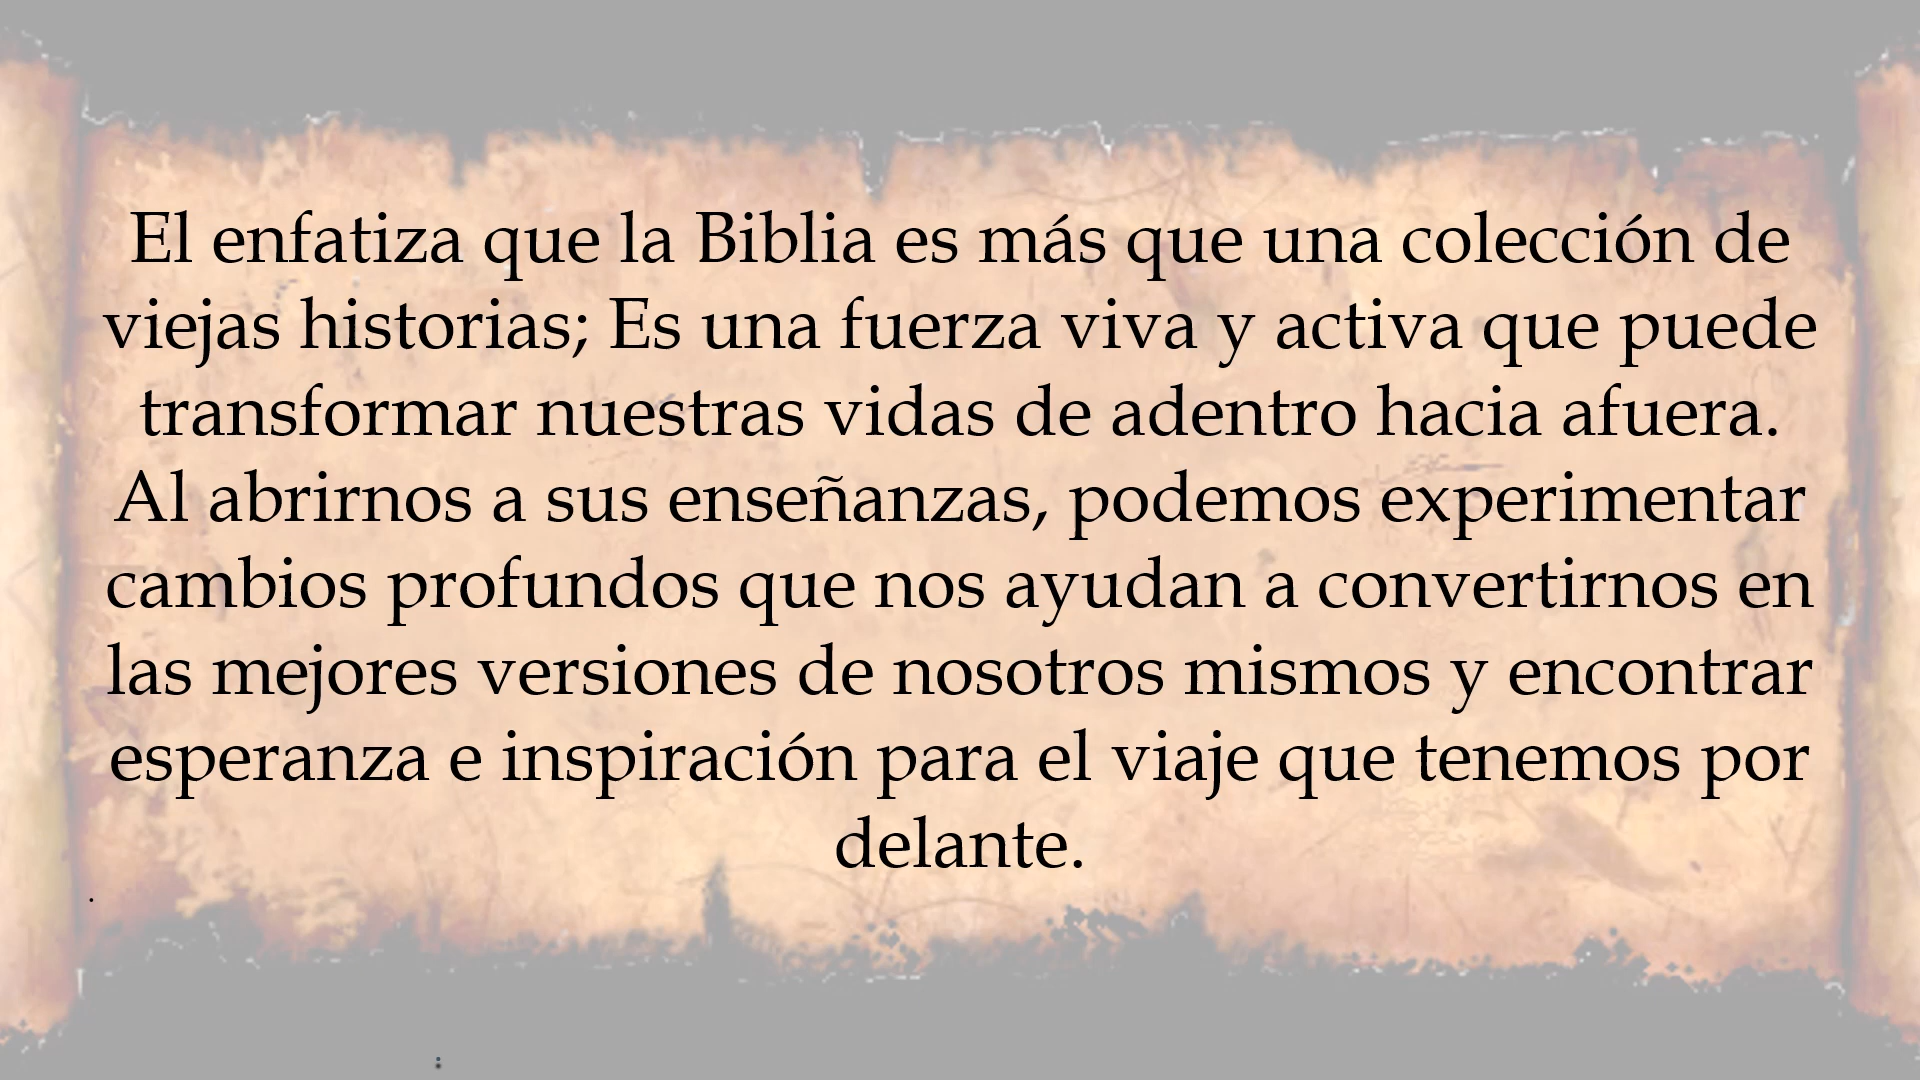 El enfatiza que la Biblia es más que una colección de
viejas historias; Es una fuerza viva y activa que puede
transformar nuestras vidas de adentro hacia afuera.
Al abrirnos a sus enseñanzas, podemos experimentar
cambios profundos que nos ayudan a convertirnos en
las mejores versiones de nosotros mismos y encontrar
esperanza e inspiración para el viaje que tenemos por
delante.
.
: